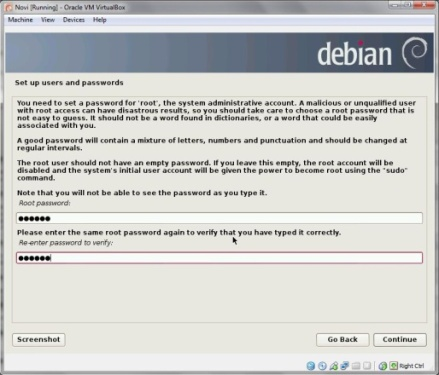 Novi [Running] - Oracle VM VirtualBox
Machine View Devices Help
debian
Set up users and passwords
You need to set a password for 'root', the system administrative account. A malicious or unqualified user
with root access can have disastrous results, so you should take care to choose a root password that is
not easy to guess. It should not be a word found in dictionaries, or a word that could be easily
associated with you.
A good password will contain a mixture of letters, numbers and punctuation and should be changed at
regular intervals.
The root user should not have an empty password. If you leave this empty, the root account will be
disabled and the system's initial user account will be given the power to become root using the "sudo"
command.
Note that you will not be able to see the password as you type it.
Root password:
●●●●●●
Please enter the same root password again to verify that you have typed it correctly.
Re-enter password to verify:
●●●●●●
Screenshot Go Back Continue
Right Ctrl